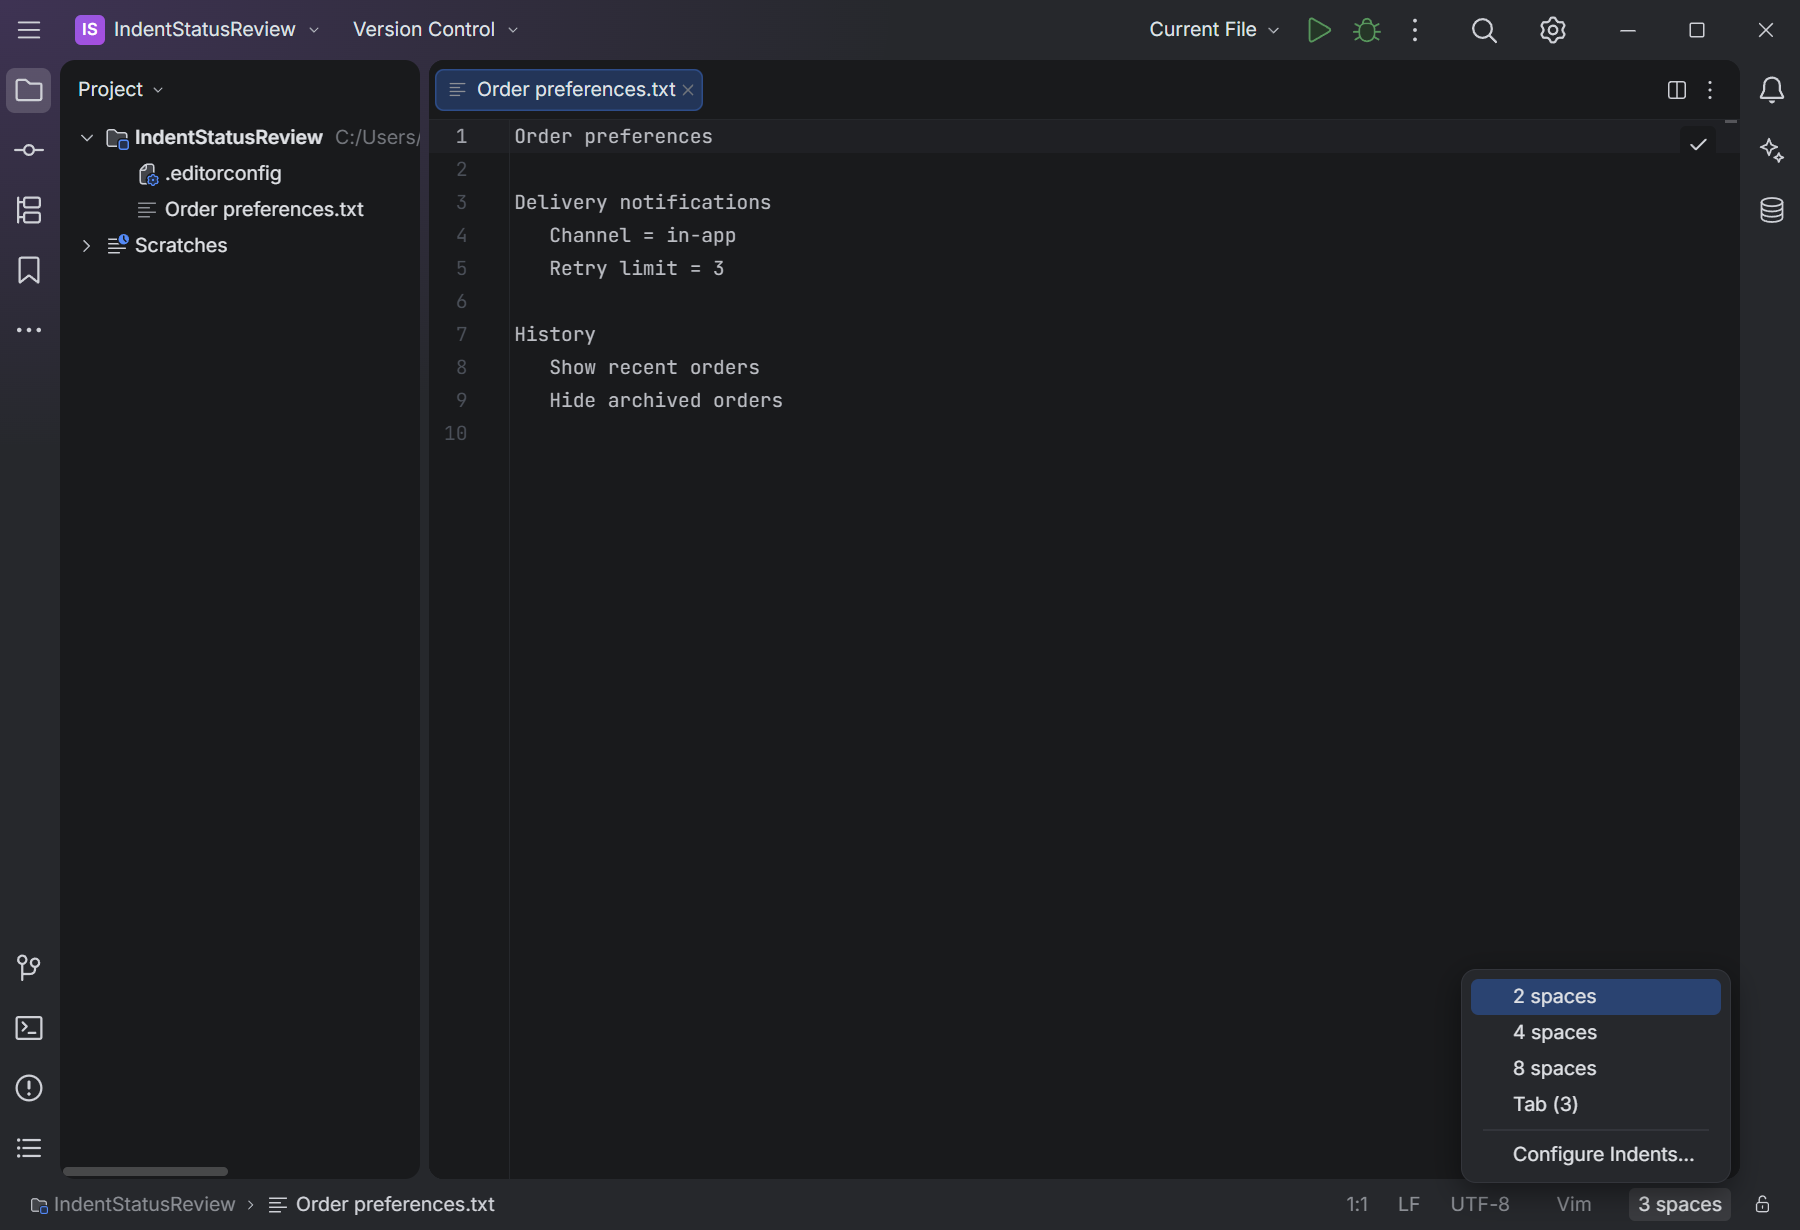 IS IndentStatusReview Version Control Current File
Project
IndentStatusReview C:/Users/
.editorconfig
Order preferences.txt
Scratches
Order preferences.txt
1 Order preferences
2
3 Delivery notifications
4 Channel = in-app
5 Retry limit = 3
6
7 History
8 Show recent orders
9 Hide archived orders
10
2 spaces
4 spaces
8 spaces
Tab (3)
Configure Indents...
IndentStatusReview › Order preferences.txt 1:1 LF UTF-8 Vim 3 spaces